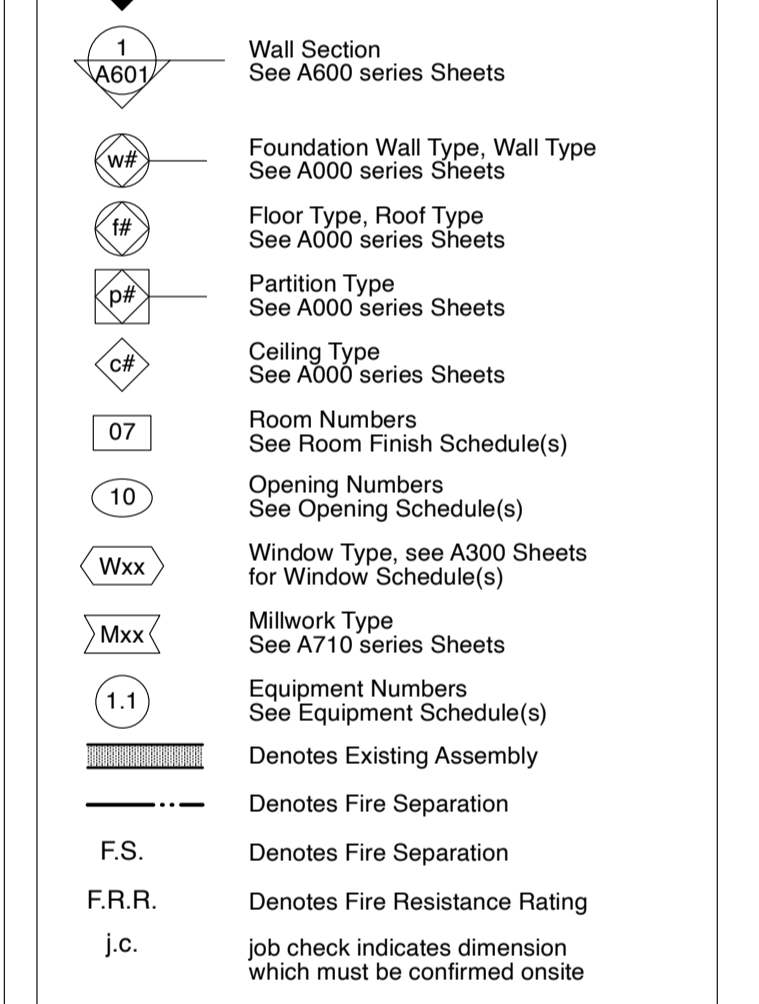 1
A601
Wall Section
See A600 series Sheets
w#
Foundation Wall Type, Wall Type
See A000 series Sheets
f#
Floor Type, Roof Type
See A000 series Sheets
p#
Partition Type
See A000 series Sheets
c#
Ceiling Type
See A000 series Sheets
07
Room Numbers
See Room Finish Schedule(s)
10
Opening Numbers
See Opening Schedule(s)
Wxx
Window Type, see A300 Sheets
for Window Schedule(s)
Mxx
Millwork Type
See A710 series Sheets
1.1
Equipment Numbers
See Equipment Schedule(s)
Denotes Existing Assembly
Denotes Fire Separation
F.S.
Denotes Fire Separation
F.R.R.
Denotes Fire Resistance Rating
j.c.
job check indicates dimension
which must be confirmed onsite